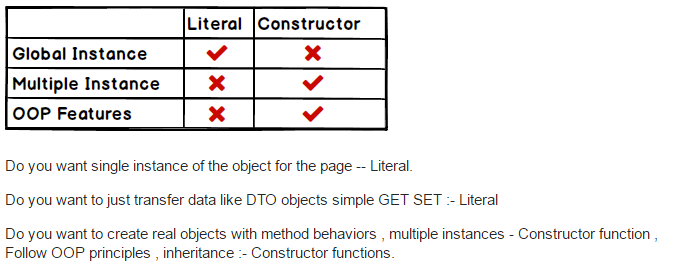 Literal Constructor
Global Instance ✔ ✖
Multiple Instance ✖ ✔
OOP Features ✖ ✔
Do you want single instance of the object for the page -- Literal.
Do you want to just transfer data like DTO objects simple GET SET :- Literal
Do you want to create real objects with method behaviors , multiple instances - Constructor function ,
Follow OOP principles , inheritance :- Constructor functions.